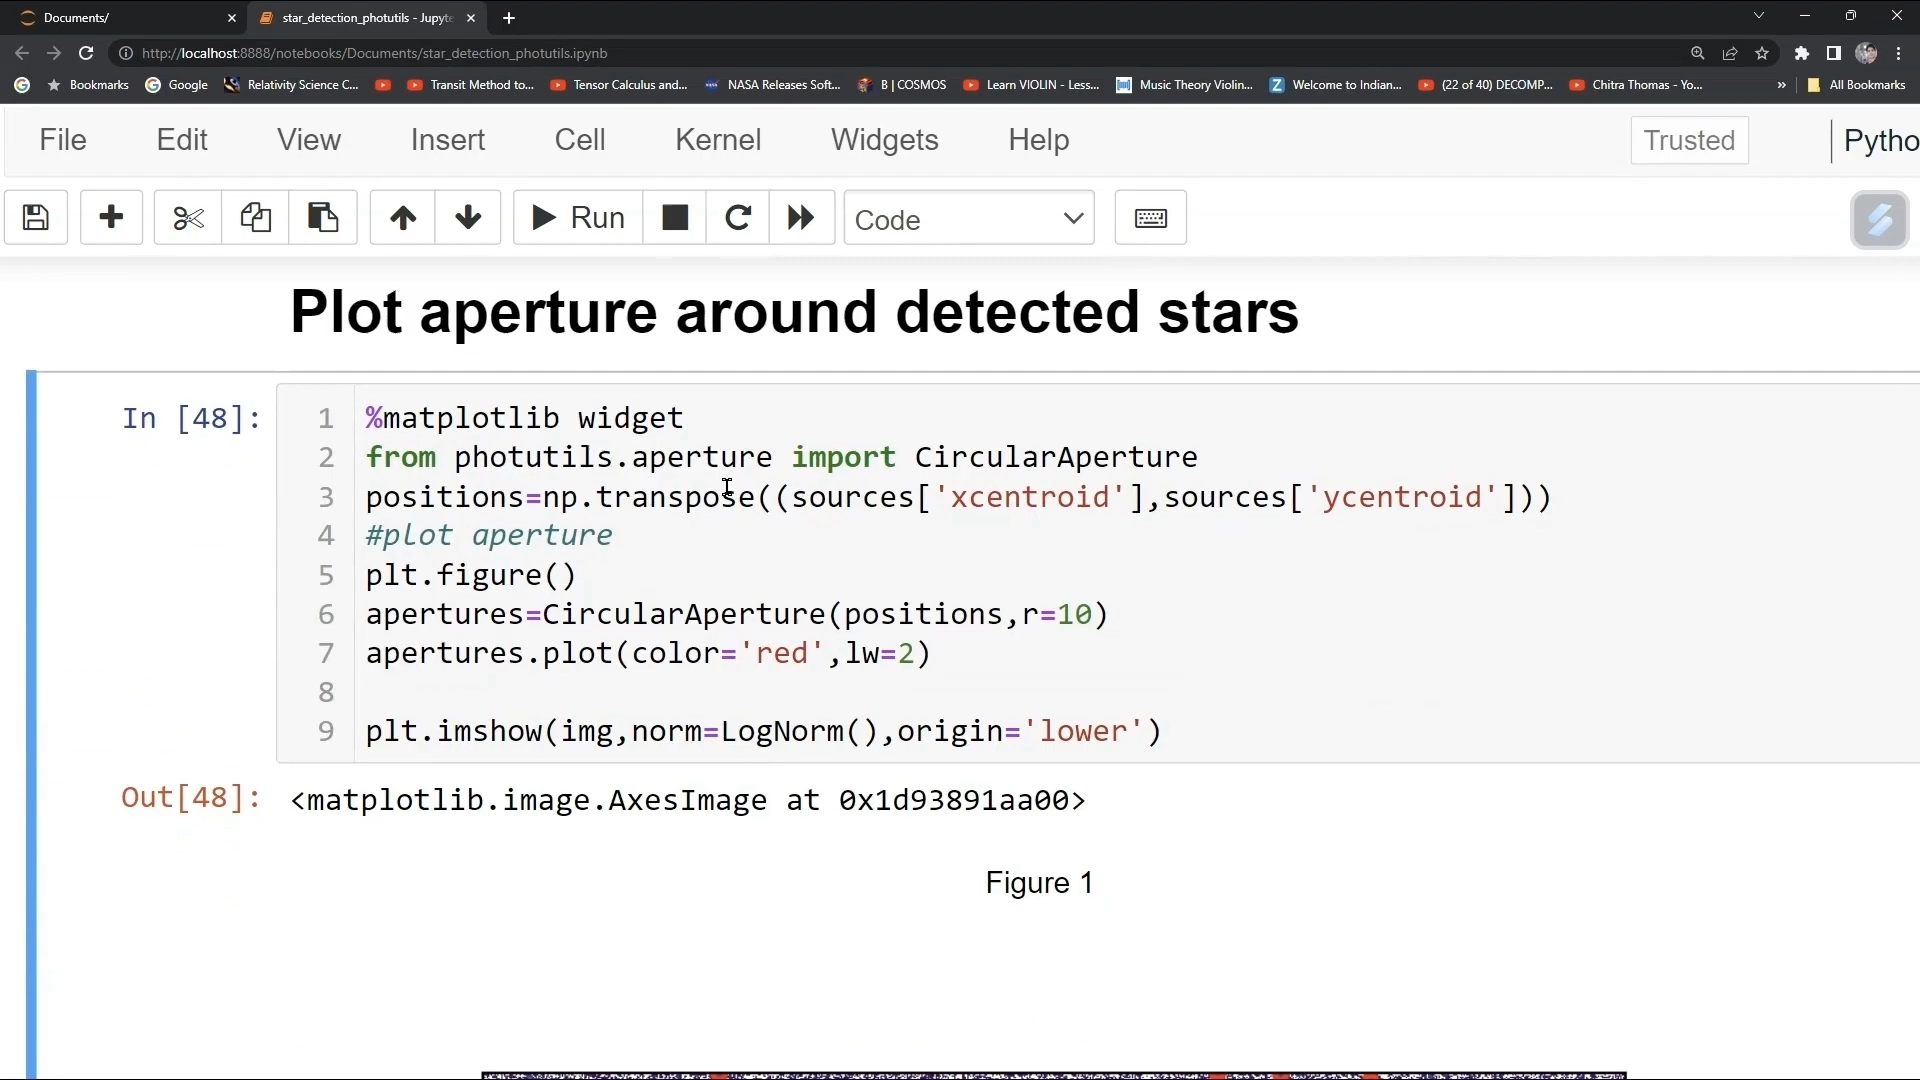 Documents/
star_detection_photutils - Jupyte
http://localhost:8888/notebooks/Documents/star_detection_photutils.ipynb
Bookmarks
Google
Relativity Science C...
Transit Method to...
Tensor Calculus and...
NASA Releases Soft...
B | COSMOS
Learn VIOLIN - Less...
Music Theory Violin...
Welcome to Indian...
(22 of 40) DECOMP...
Chitra Thomas - Yo...
»
All Bookmarks
File Edit View Insert Cell Kernel Widgets Help
Trusted
Pytho
Run
Code
Plot aperture around detected stars
In [48]:
1 %matplotlib widget
2 from photutils.aperture import CircularAperture
3 positions=np.transpose((sources['xcentroid'],sources['ycentroid']))
4 #plot aperture
5 plt.figure()
6 apertures=CircularAperture(positions,r=10)
7 apertures.plot(color='red',lw=2)
8
9 plt.imshow(img,norm=LogNorm(),origin='lower')
Out[48]: <matplotlib.image.AxesImage at 0x1d93891aa00>
Figure 1